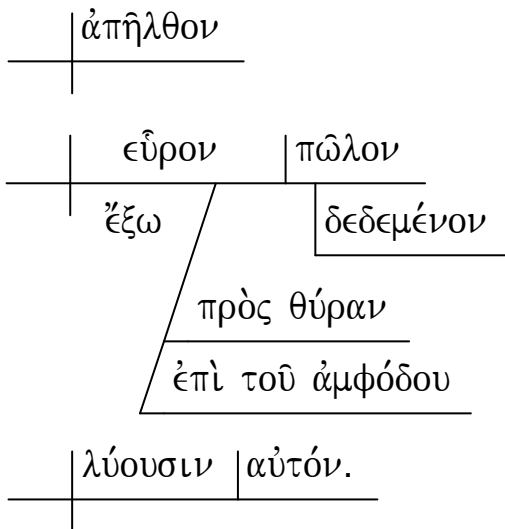 ἀπῆλθον
εὗρον πῶλον
ἔξω δεδεμένον
πρὸς θύραν
ἐπὶ τοῦ ἀμφόδου
λύουσιν αὐτόν.